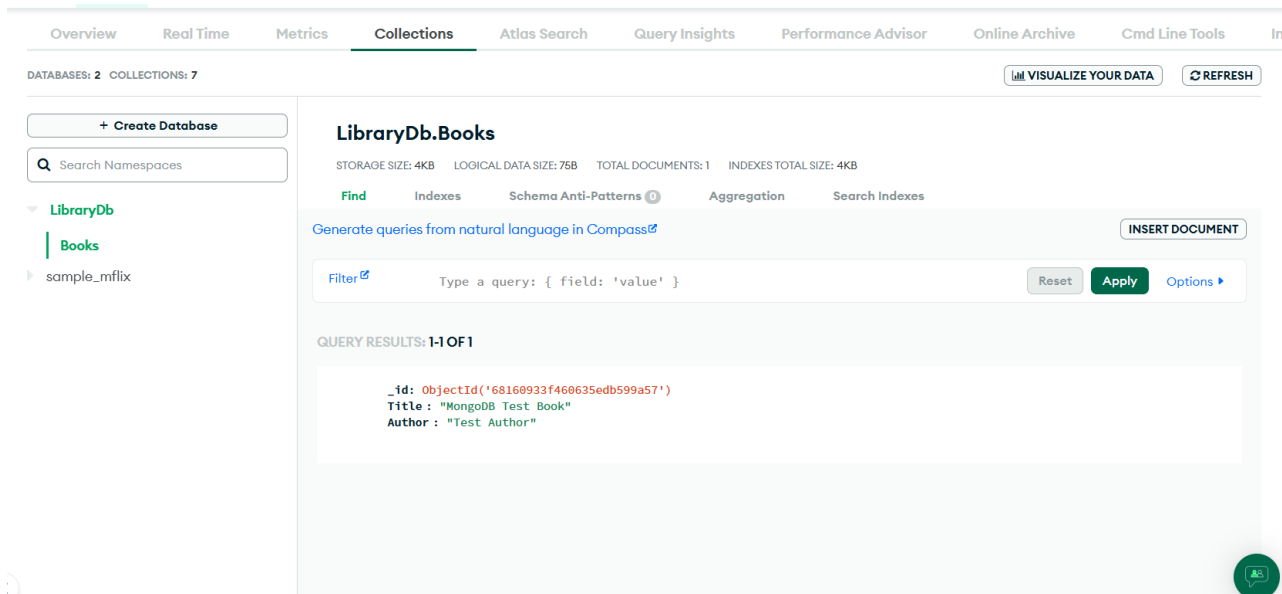 Overview Real Time Metrics Collections Atlas Search Query Insights Performance Advisor Online Archive Cmd Line Tools In
DATABASES: 2 COLLECTIONS: 7
VISUALIZE YOUR DATA REFRESH
+ Create Database
Search Namespaces
LibraryDb
Books
sample_mflix
LibraryDb.Books
STORAGE SIZE: 4KB LOGICAL DATA SIZE: 75B TOTAL DOCUMENTS: 1 INDEXES TOTAL SIZE: 4KB
Find Indexes Schema Anti-Patterns 0 Aggregation Search Indexes
Generate queries from natural language in Compass
INSERT DOCUMENT
Filter Type a query: { field: 'value' } Reset Apply Options
QUERY RESULTS: 1-1 OF 1
_id: ObjectId('68160933f460635edb599a57')
Title : "MongoDB Test Book"
Author : "Test Author"